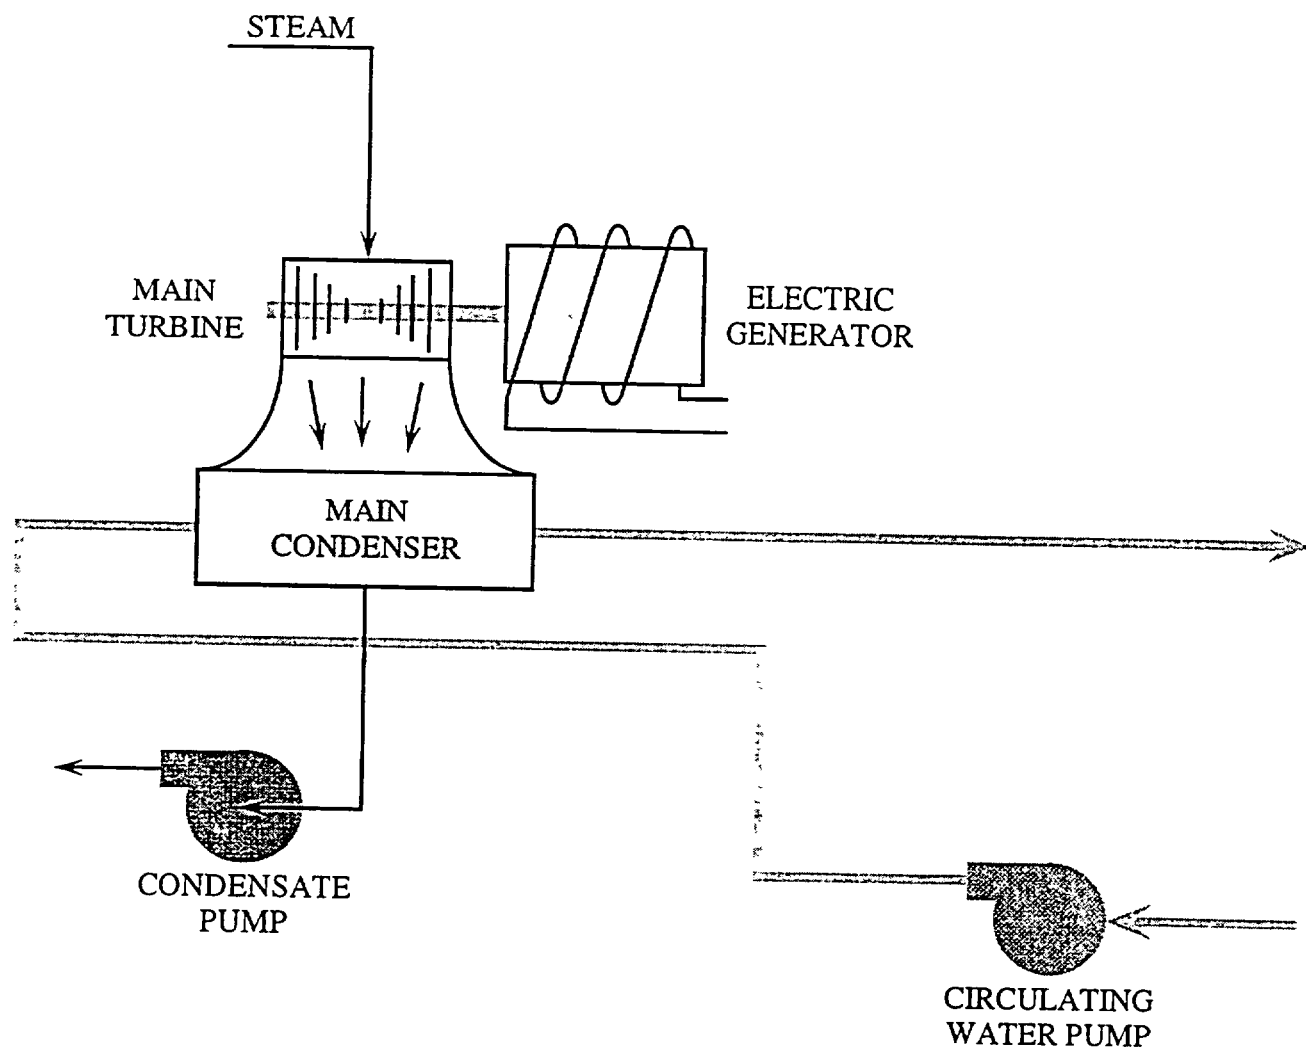 STEAM
MAIN
TURBINE
ELECTRIC
GENERATOR
MAIN
CONDENSER
CONDENSATE
PUMP
CIRCULATING
WATER PUMP